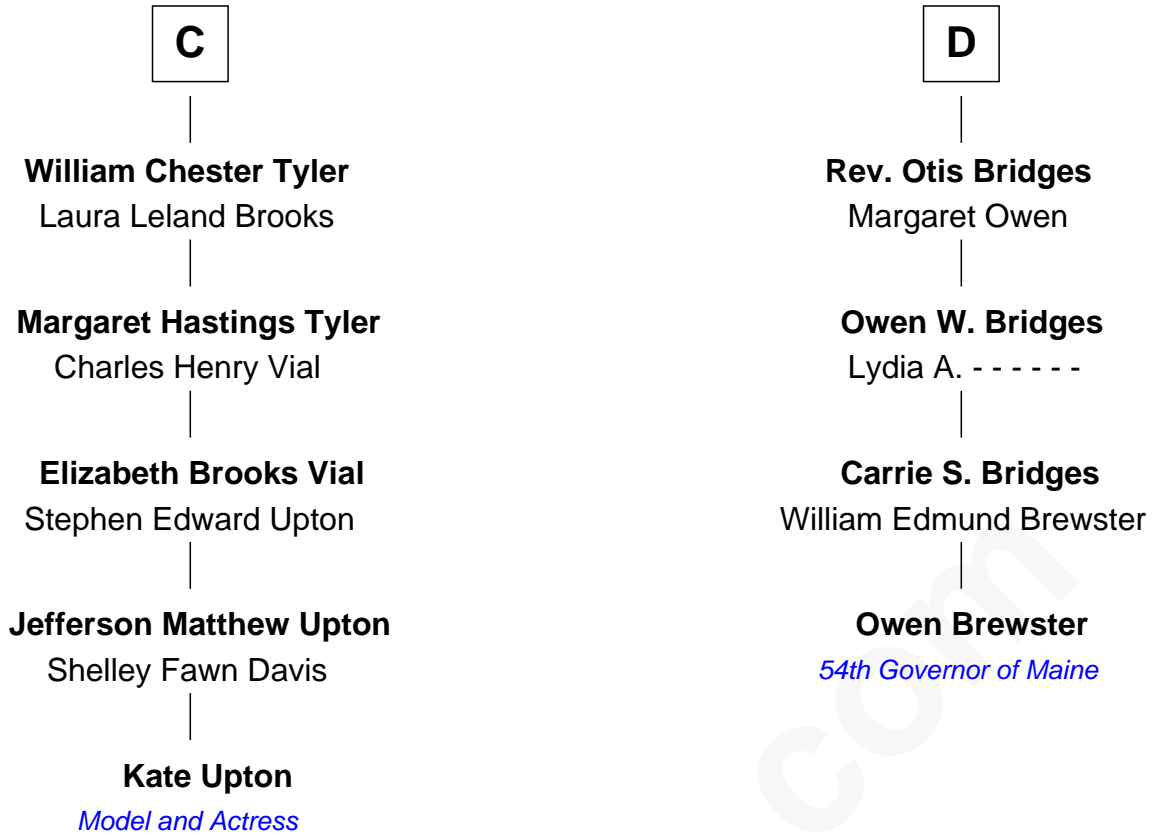 C
William Chester Tyler
Laura Leland Brooks
Margaret Hastings Tyler
Charles Henry Vial
Elizabeth Brooks Vial
Stephen Edward Upton
Jefferson Matthew Upton
Shelley Fawn Davis
Kate Upton
Model and Actress
D
Rev. Otis Bridges
Margaret Owen
Owen W. Bridges
Lydia A. - - - - - -
Carrie S. Bridges
William Edmund Brewster
Owen Brewster
54th Governor of Maine
com